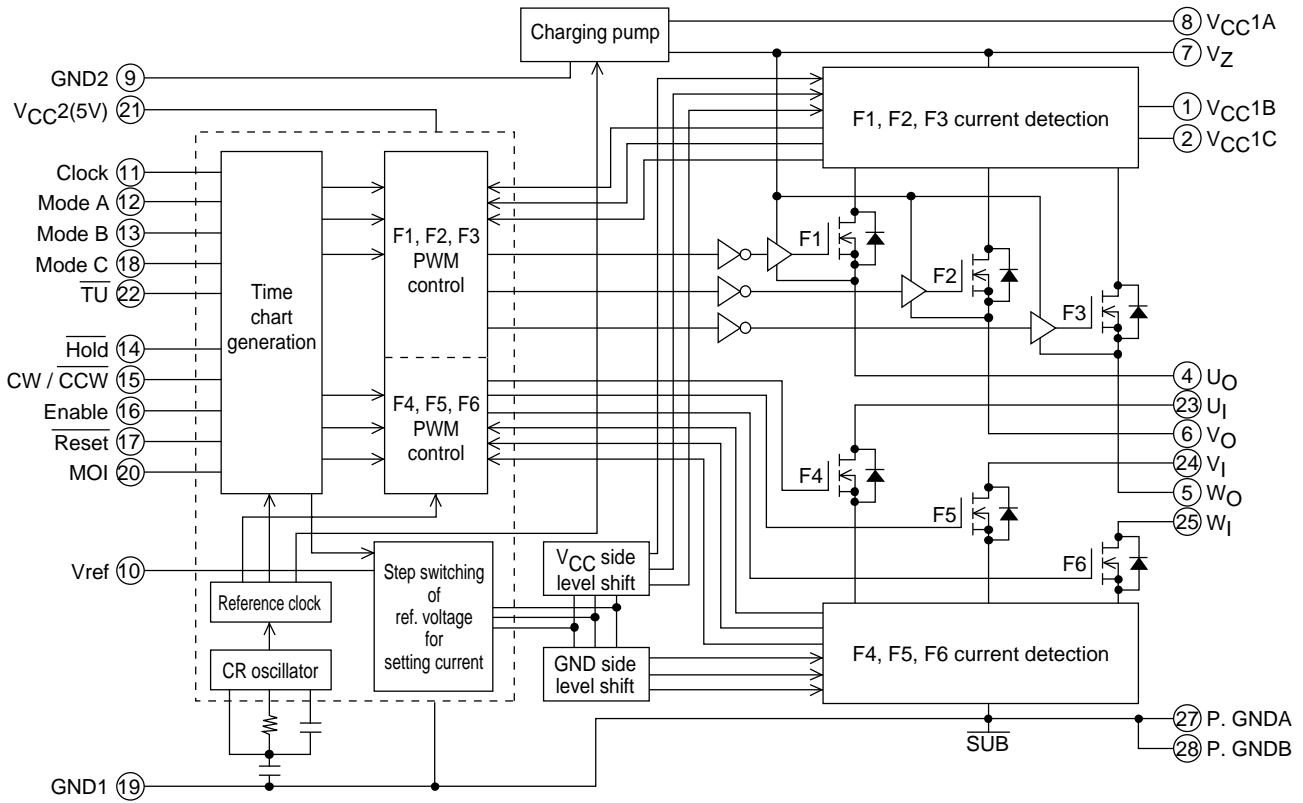 Charging pump
8 VCC1A
7 VZ
GND2 9
VCC2(5V) 21
F1, F2, F3 current detection
1 VCC1B
2 VCC1C
Clock 11
Mode A 12
Mode B 13
Mode C 18
TU 22
Hold 14
CW / CCW 15
Enable 16
Reset 17
MOI 20
Time
chart
generation
F1, F2, F3
PWM
control
F4, F5, F6
PWM
control
F1
F2
F3
4 UO
23 UI
6 VO
24 VI
5 WO
25 WI
F4
F5
F6
Vref 10
Reference clock
CR oscillator
Step switching
of
ref. voltage
for
setting current
VCC side
level shift
GND side
level shift
F4, F5, F6 current detection
SUB
27 P. GNDA
28 P. GNDB
GND1 19